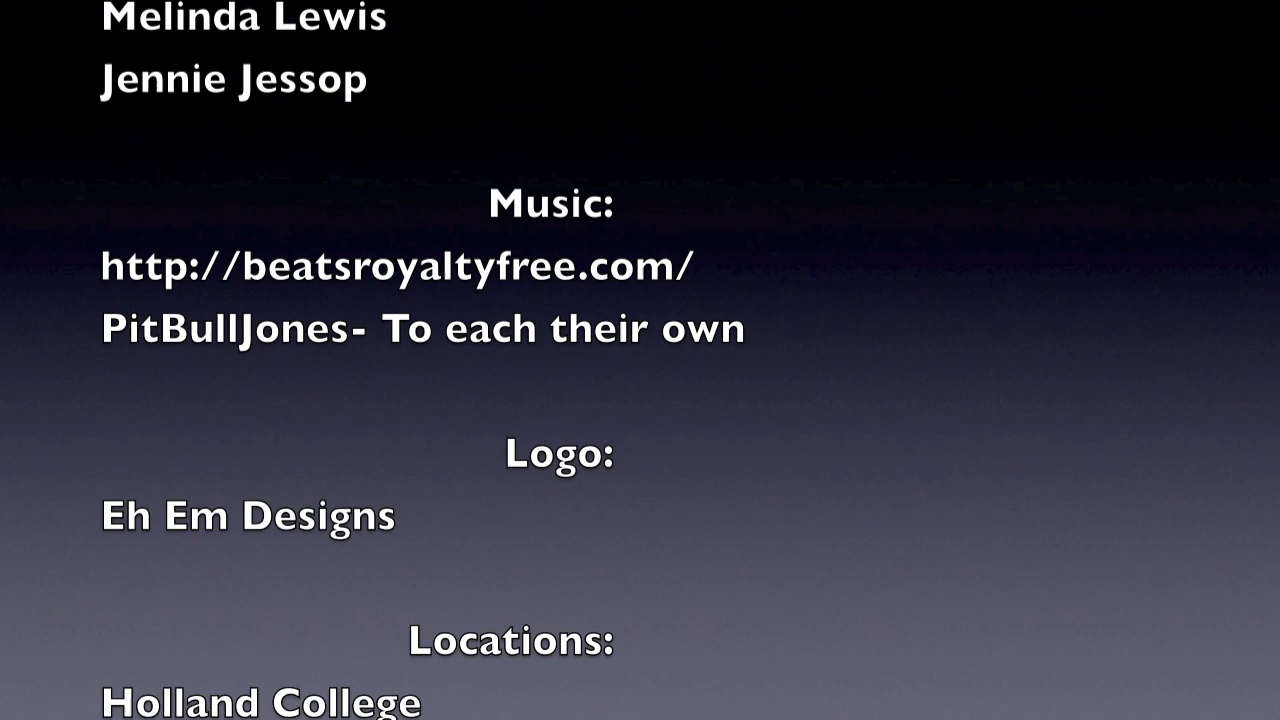 Melinda Lewis
Jennie Jessop
Music:
http://beatsroyaltyfree.com/
PitBullJones- To each their own
Logo:
Eh Em Designs
Locations:
Holland College